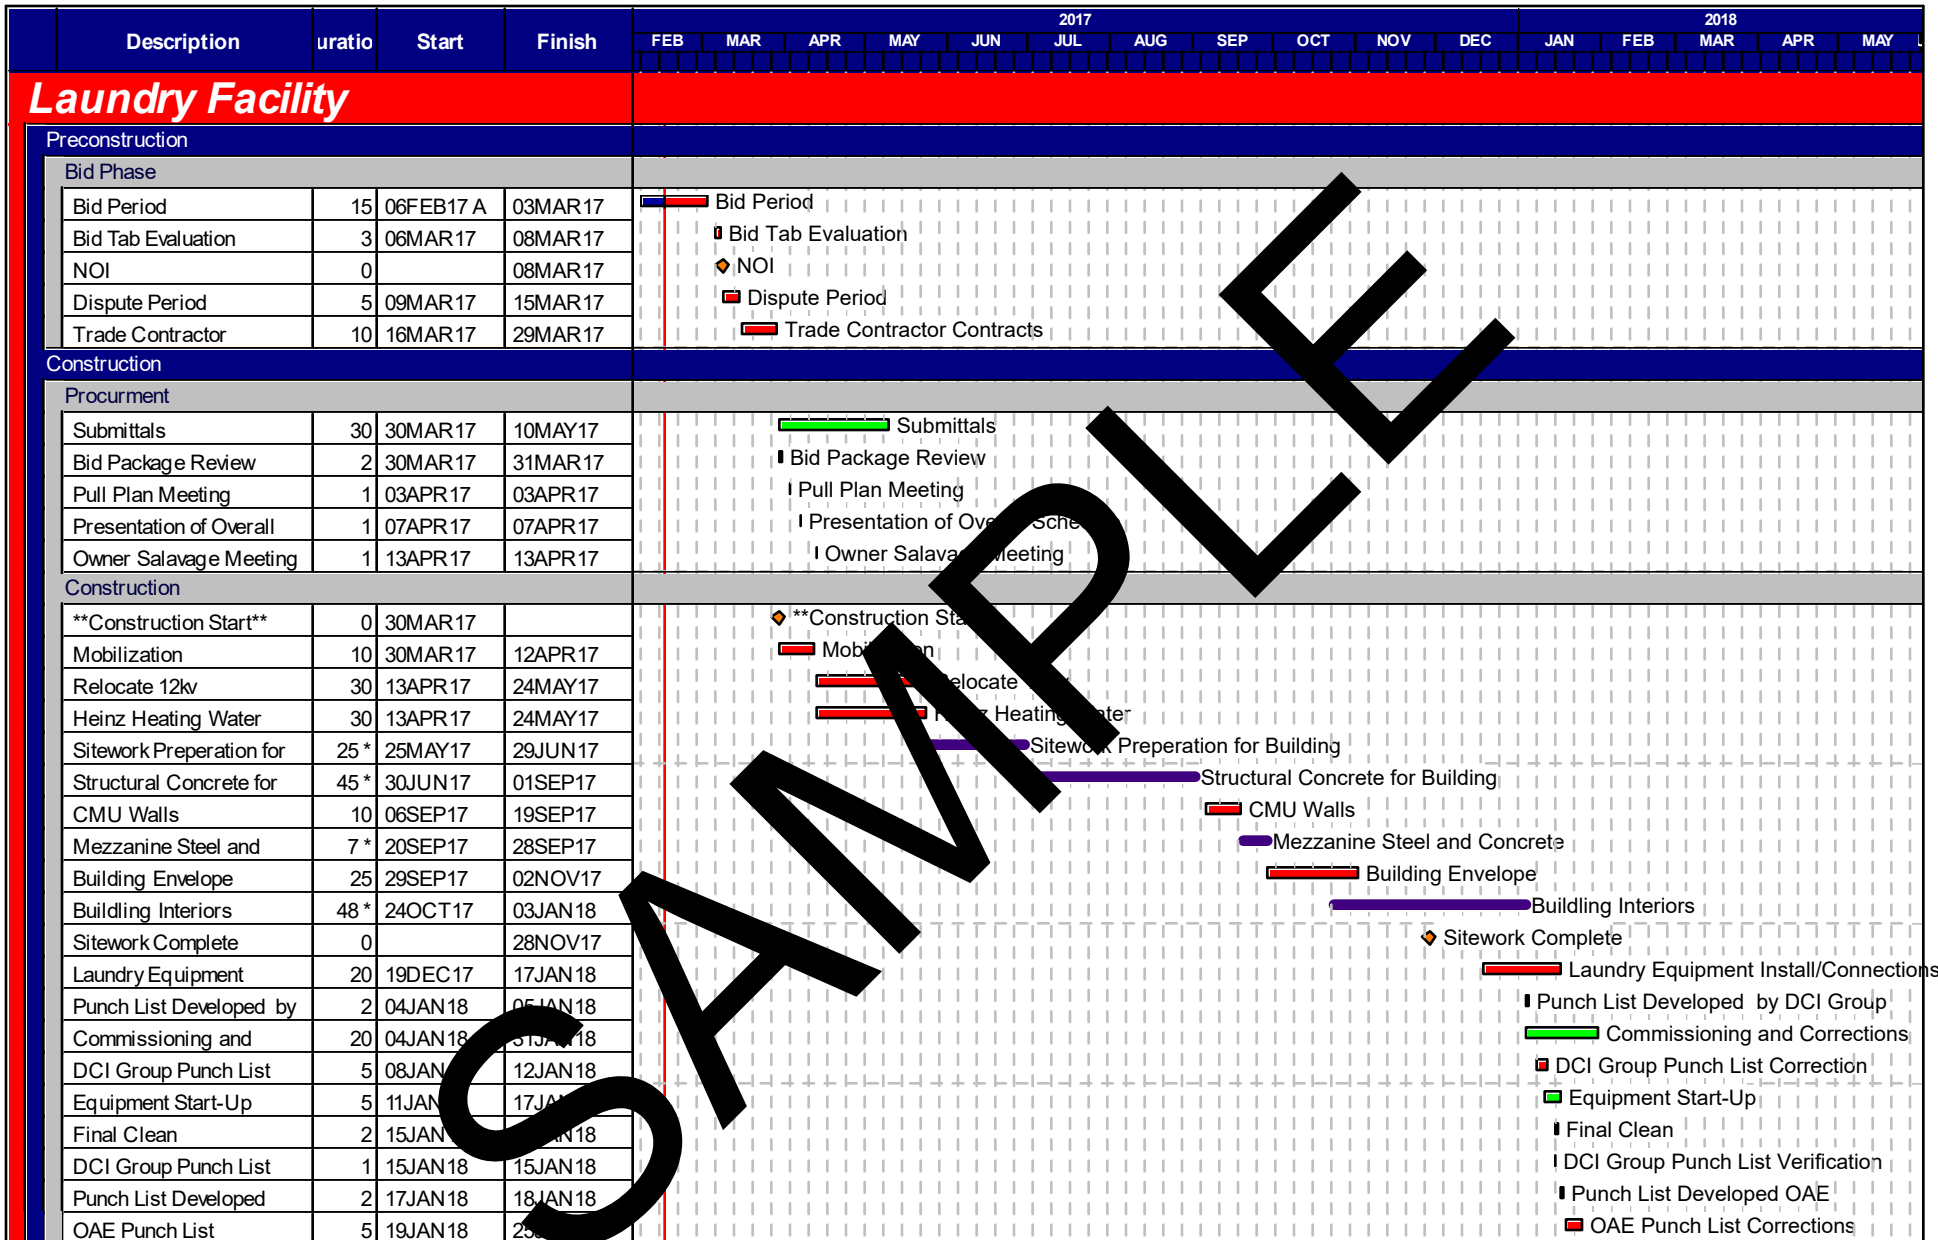 2017 2018
Description uratio Start Finish FEB MAR APR MAY JUN JUL AUG SEP OCT NOV DEC JAN FEB MAR APR MAY
Laundry Facility
Preconstruction
Bid Phase
Bid Period 15 06FEB17 A 03MAR17 Bid Period
Bid Tab Evaluation 3 06MAR17 08MAR17 Bid Tab Evaluation
NOI 0 08MAR17 NOI
Dispute Period 5 09MAR17 15MAR17 Dispute Period
Trade Contractor 10 16MAR17 29MAR17 Trade Contractor Contracts
Construction
Procurment
Submittals 30 30MAR17 10MAY17 Submittals
Bid Package Review 2 30MAR17 31MAR17 Bid Package Review
Pull Plan Meeting 1 03APR17 03APR17 Pull Plan Meeting
Presentation of Overall 1 07APR17 07APR17 Presentation of
Owner Salavage Meeting 1 13APR17 13APR17 Owner Meeting
Construction
**Construction Start** 0 30MAR17 **Construction
Mobilization 10 30MAR17 12APR17
Relocate 12kv 30 13APR17 24MAY17 Relocate
Heinz Heating Water 30 13APR17 24MAY17 Heating
Sitework Preperation for 25 * 25MAY17 29JUN17 Sitework Preperation for Building
Structural Concrete for 45 * 30JUN17 01SEP17 Structural Concrete for Building
CMU Walls 10 06SEP17 19SEP17 CMU Walls
Mezzanine Steel and 7 * 20SEP17 28SEP17 Mezzanine Steel and Concrete
Building Envelope 25 29SEP17 02NOV17 Building Envelope
Buildling Interiors 48 * 24OCT17 03JAN18 Buildling Interiors
Sitework Complete 0 28NOV17 Sitework Complete
Laundry Equipment 20 19DEC17 17JAN18 Laundry Equipment Install/Connections
Punch List Developed by 2 04JAN18 05JAN18 Punch List Developed by DCI Group
Commissioning and 20 04JAN18 31JAN18 Commissioning and Corrections
DCI Group Punch List 5 08JAN 12JAN18 DCI Group Punch List Correction
Equipment Start-Up 5 11JAN Equipment Start-Up
Final Clean 2 15JAN Final Clean
DCI Group Punch List 1 15JAN18 15JAN18 DCI Group Punch List Verification
Punch List Developed 2 17JAN18 18JAN18 Punch List Developed OAE
OAE Punch List 5 19JAN18 OAE Punch List Corrections
SAMPLE